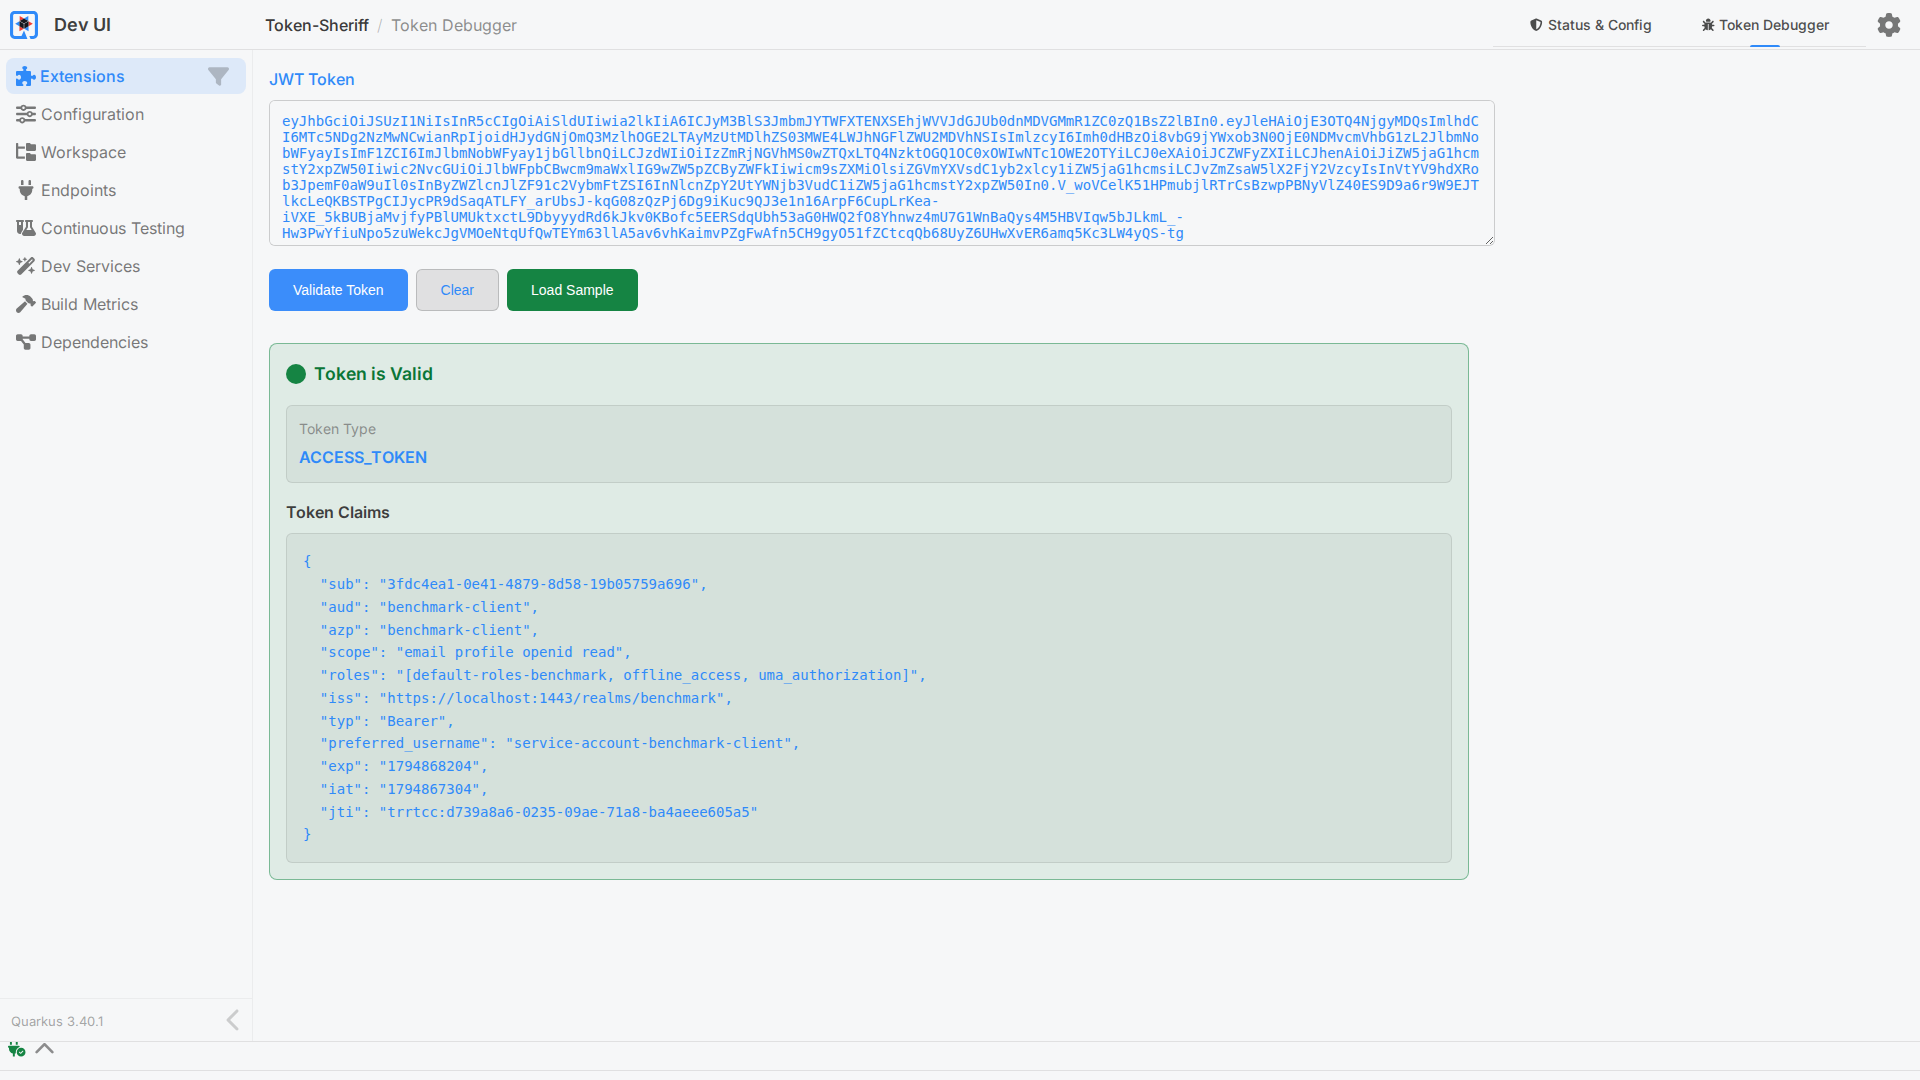 Dev UI
Token-Sheriff / Token Debugger
Status & Config
Token Debugger
Extensions
Configuration
Workspace
Endpoints
Continuous Testing
Dev Services
Build Metrics
Dependencies
JWT Token
Validate Token
Clear
Load Sample
Token is Valid
Token Type
ACCESS_TOKEN
Token Claims
{
"sub": "3fdc4ea1-0e41-4879-8d58-19b05759a696",
"aud": "benchmark-client",
"azp": "benchmark-client",
"scope": "email profile openid read",
"roles": "[default-roles-benchmark, offline_access, uma_authorization]",
"iss": "https://localhost:1443/realms/benchmark",
"typ": "Bearer",
"preferred_username": "service-account-benchmark-client",
"exp": "1794868204",
"iat": "1794867304",
"jti": "trrtcc:d739a8a6-0235-09ae-71a8-ba4aeee605a5"
}
Quarkus 3.40.1